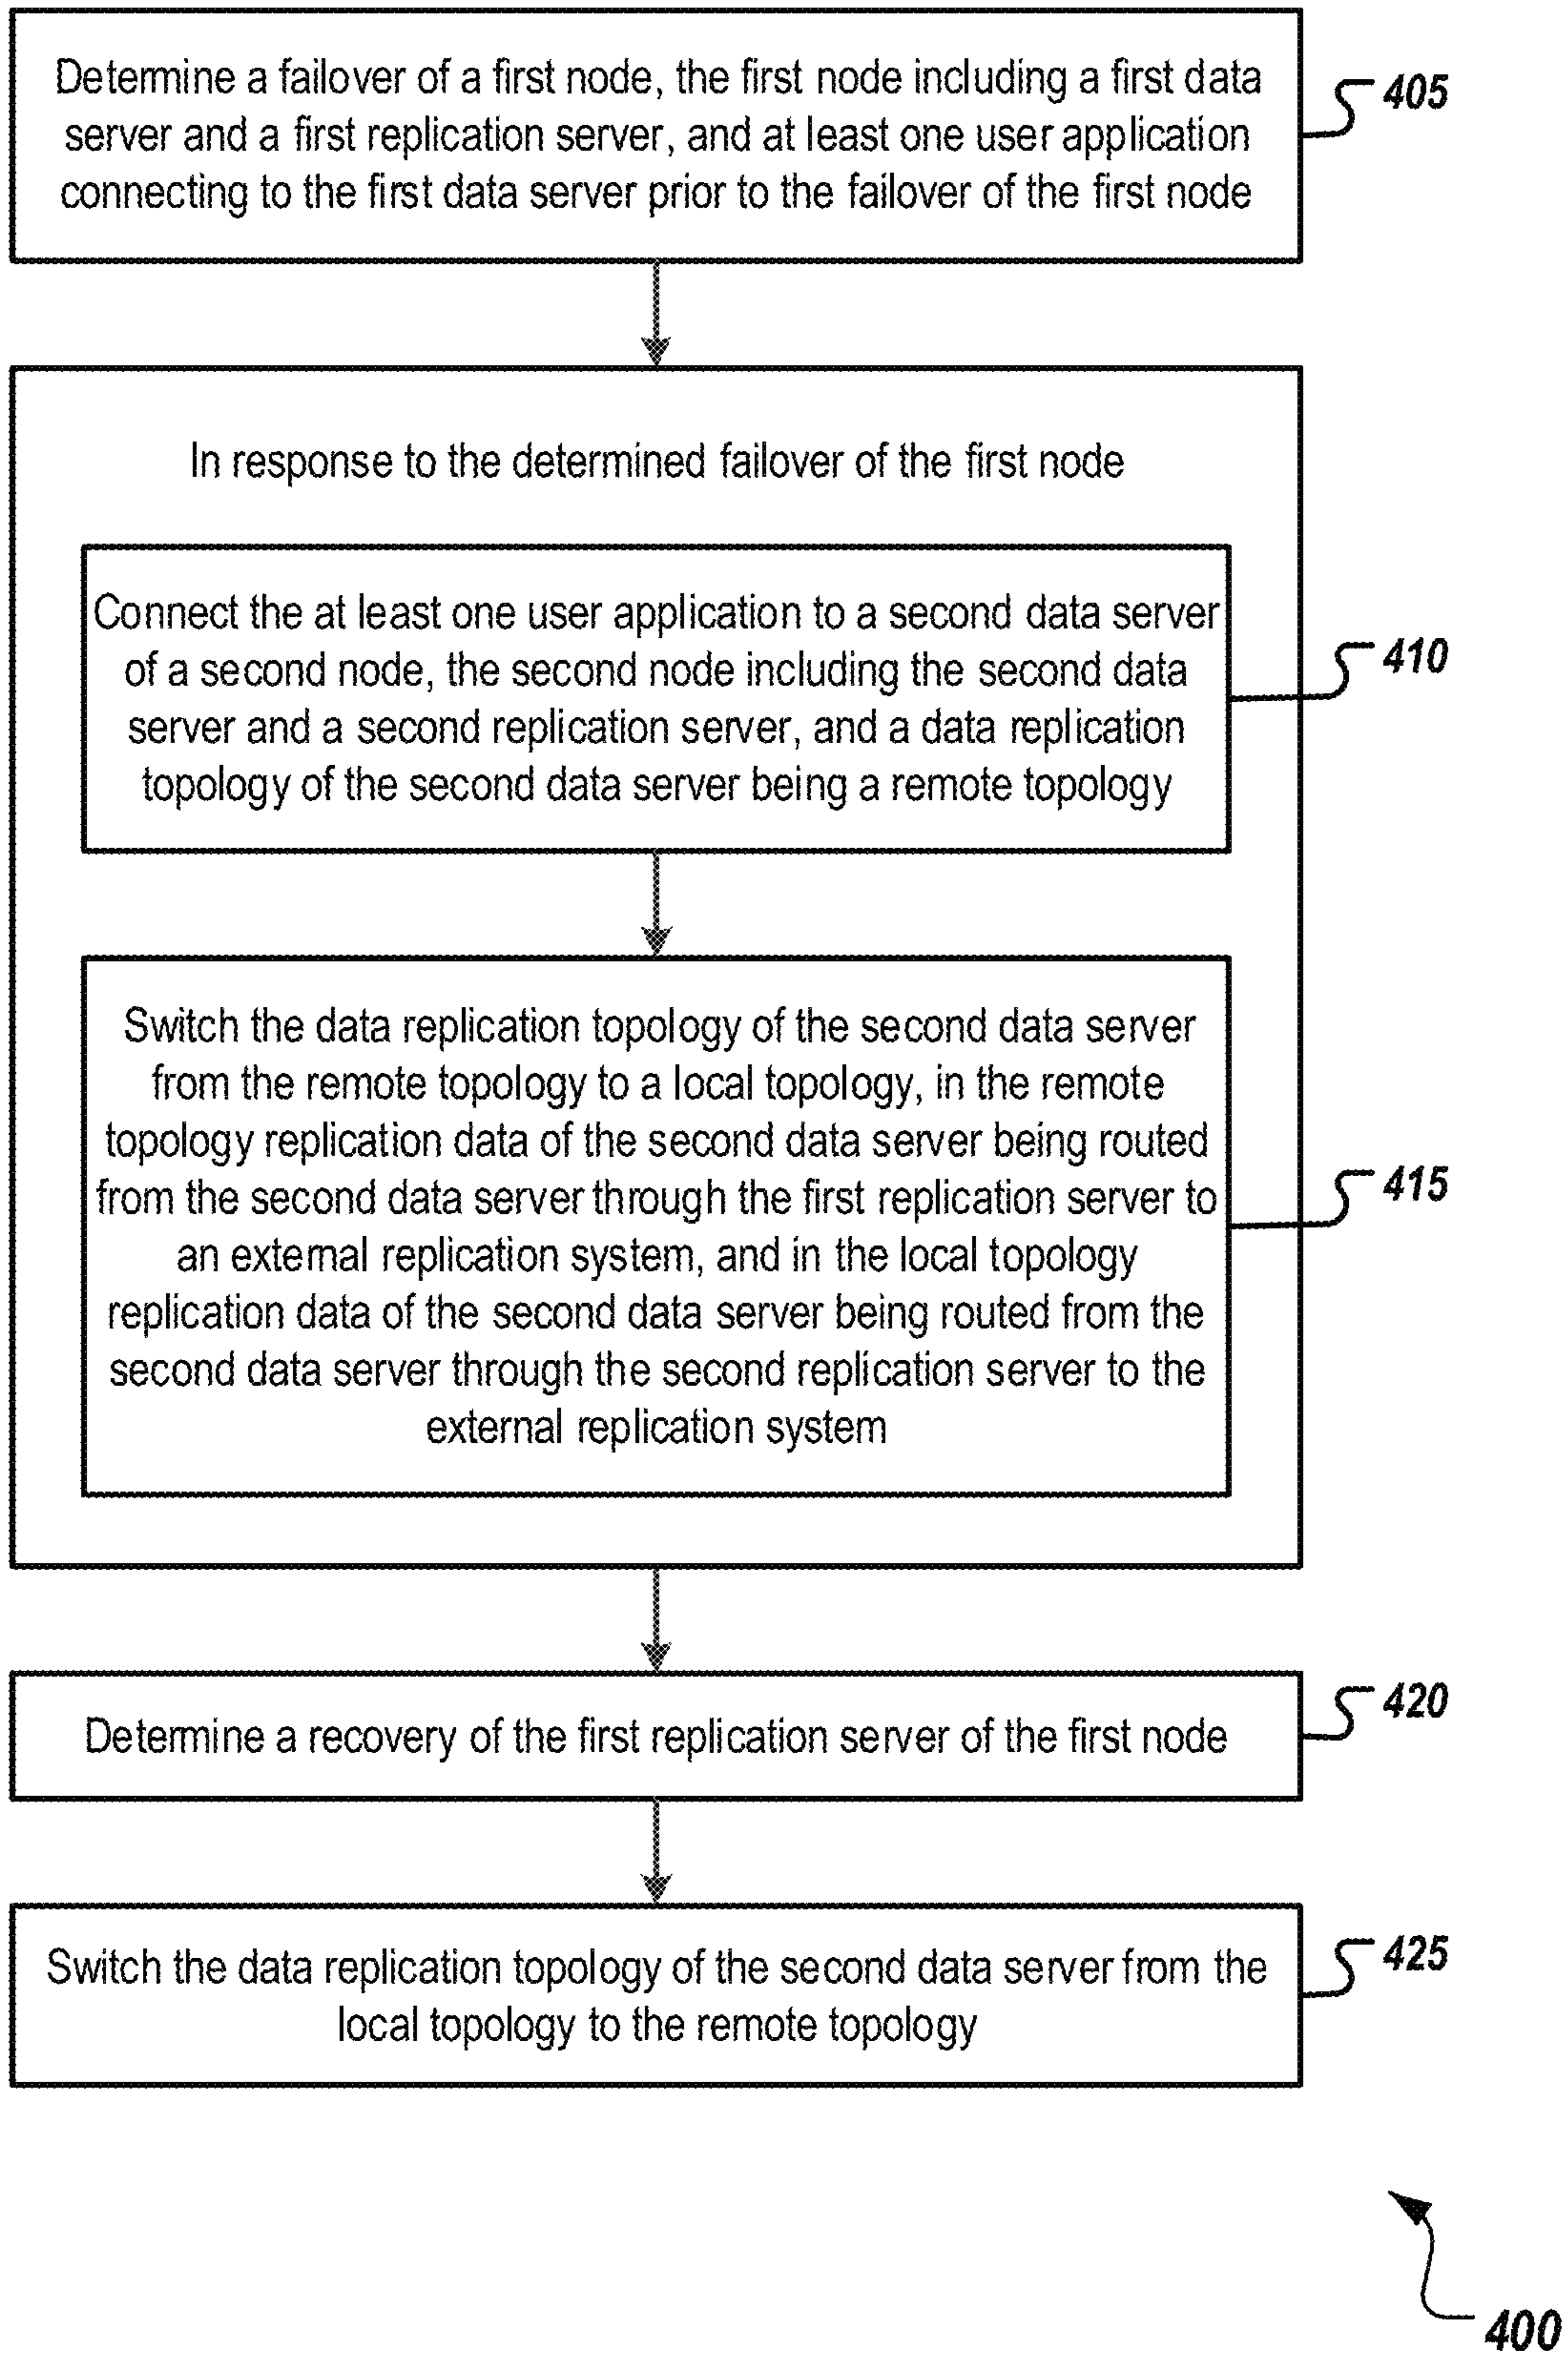 Determine a failover of a first node, the first node including a first data
server and a first replication server, and at least one user application
connecting to the first data server prior to the failover of the first node
405
In response to the determined failover of the first node
Connect the at least one user application to a second data server
of a second node, the second node including the second data
server and a second replication server, and a data replication
topology of the second data server being a remote topology
410
Switch the data replication topology of the second data server
from the remote topology to a local topology, in the remote
topology replication data of the second data server being routed
from the second data server through the first replication server to
an external replication system, and in the local topology
replication data of the second data server being routed from the
second data server through the second replication server to the
external replication system
415
Determine a recovery of the first replication server of the first node
420
Switch the data replication topology of the second data server from the
local topology to the remote topology
425
400